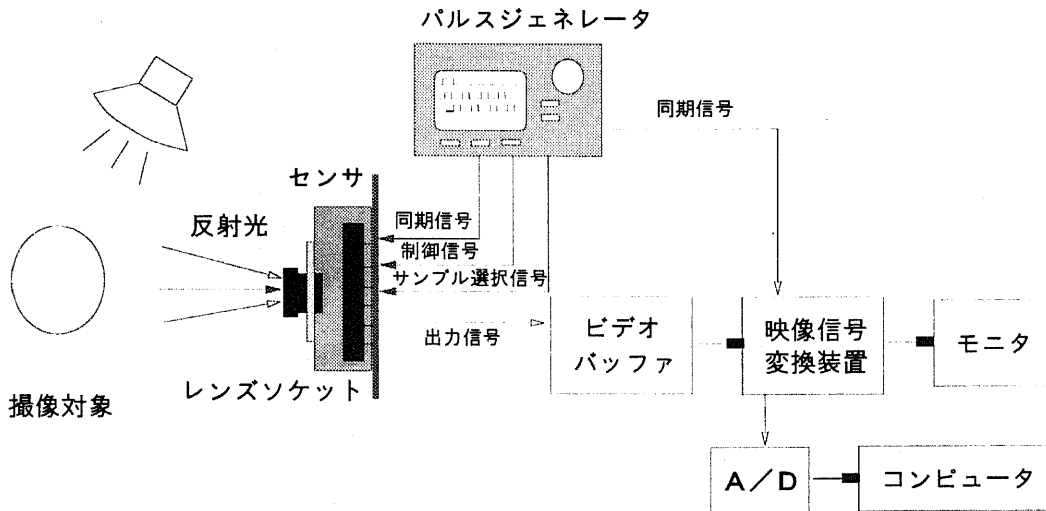 パルスジェネレータ
同期信号
センサ
反射光
同期信号
制御信号
サンプル選択信号
出力信号
ビデオ
バッファ
映像信号
変換装置
モニタ
レンズソケット
撮像対象
A/D
コンピュータ